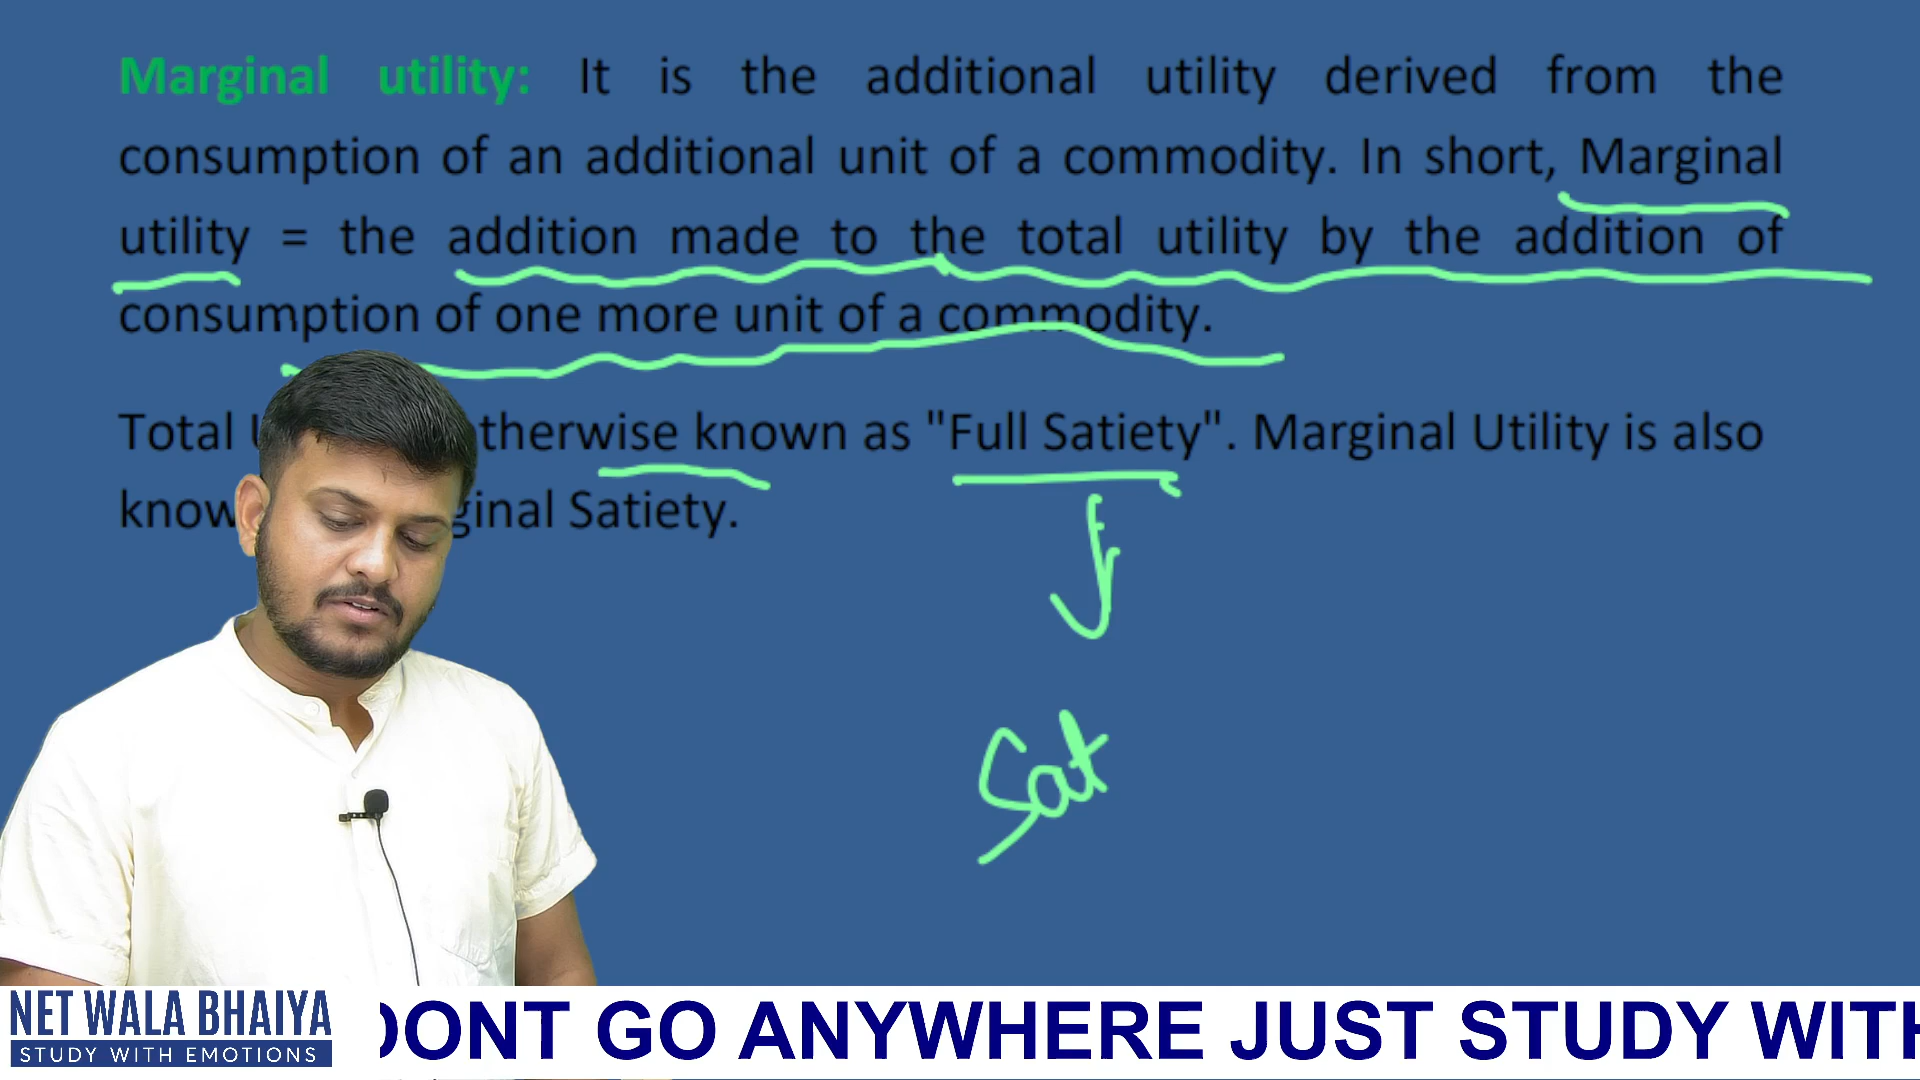 Marginal utility: It is the additional utility derived from the
consumption of an additional unit of a commodity. In short, Marginal
utility = the addition made to the total utility by the addition of
consumption of one more unit of a commodity.
Total therwise known as "Full Satiety". Marginal Utility is also
know ginal Satiety.
Sat
NET WALA BHAIYA
STUDY WITH EMOTIONS
DONT GO ANYWHERE JUST STUDY WITH